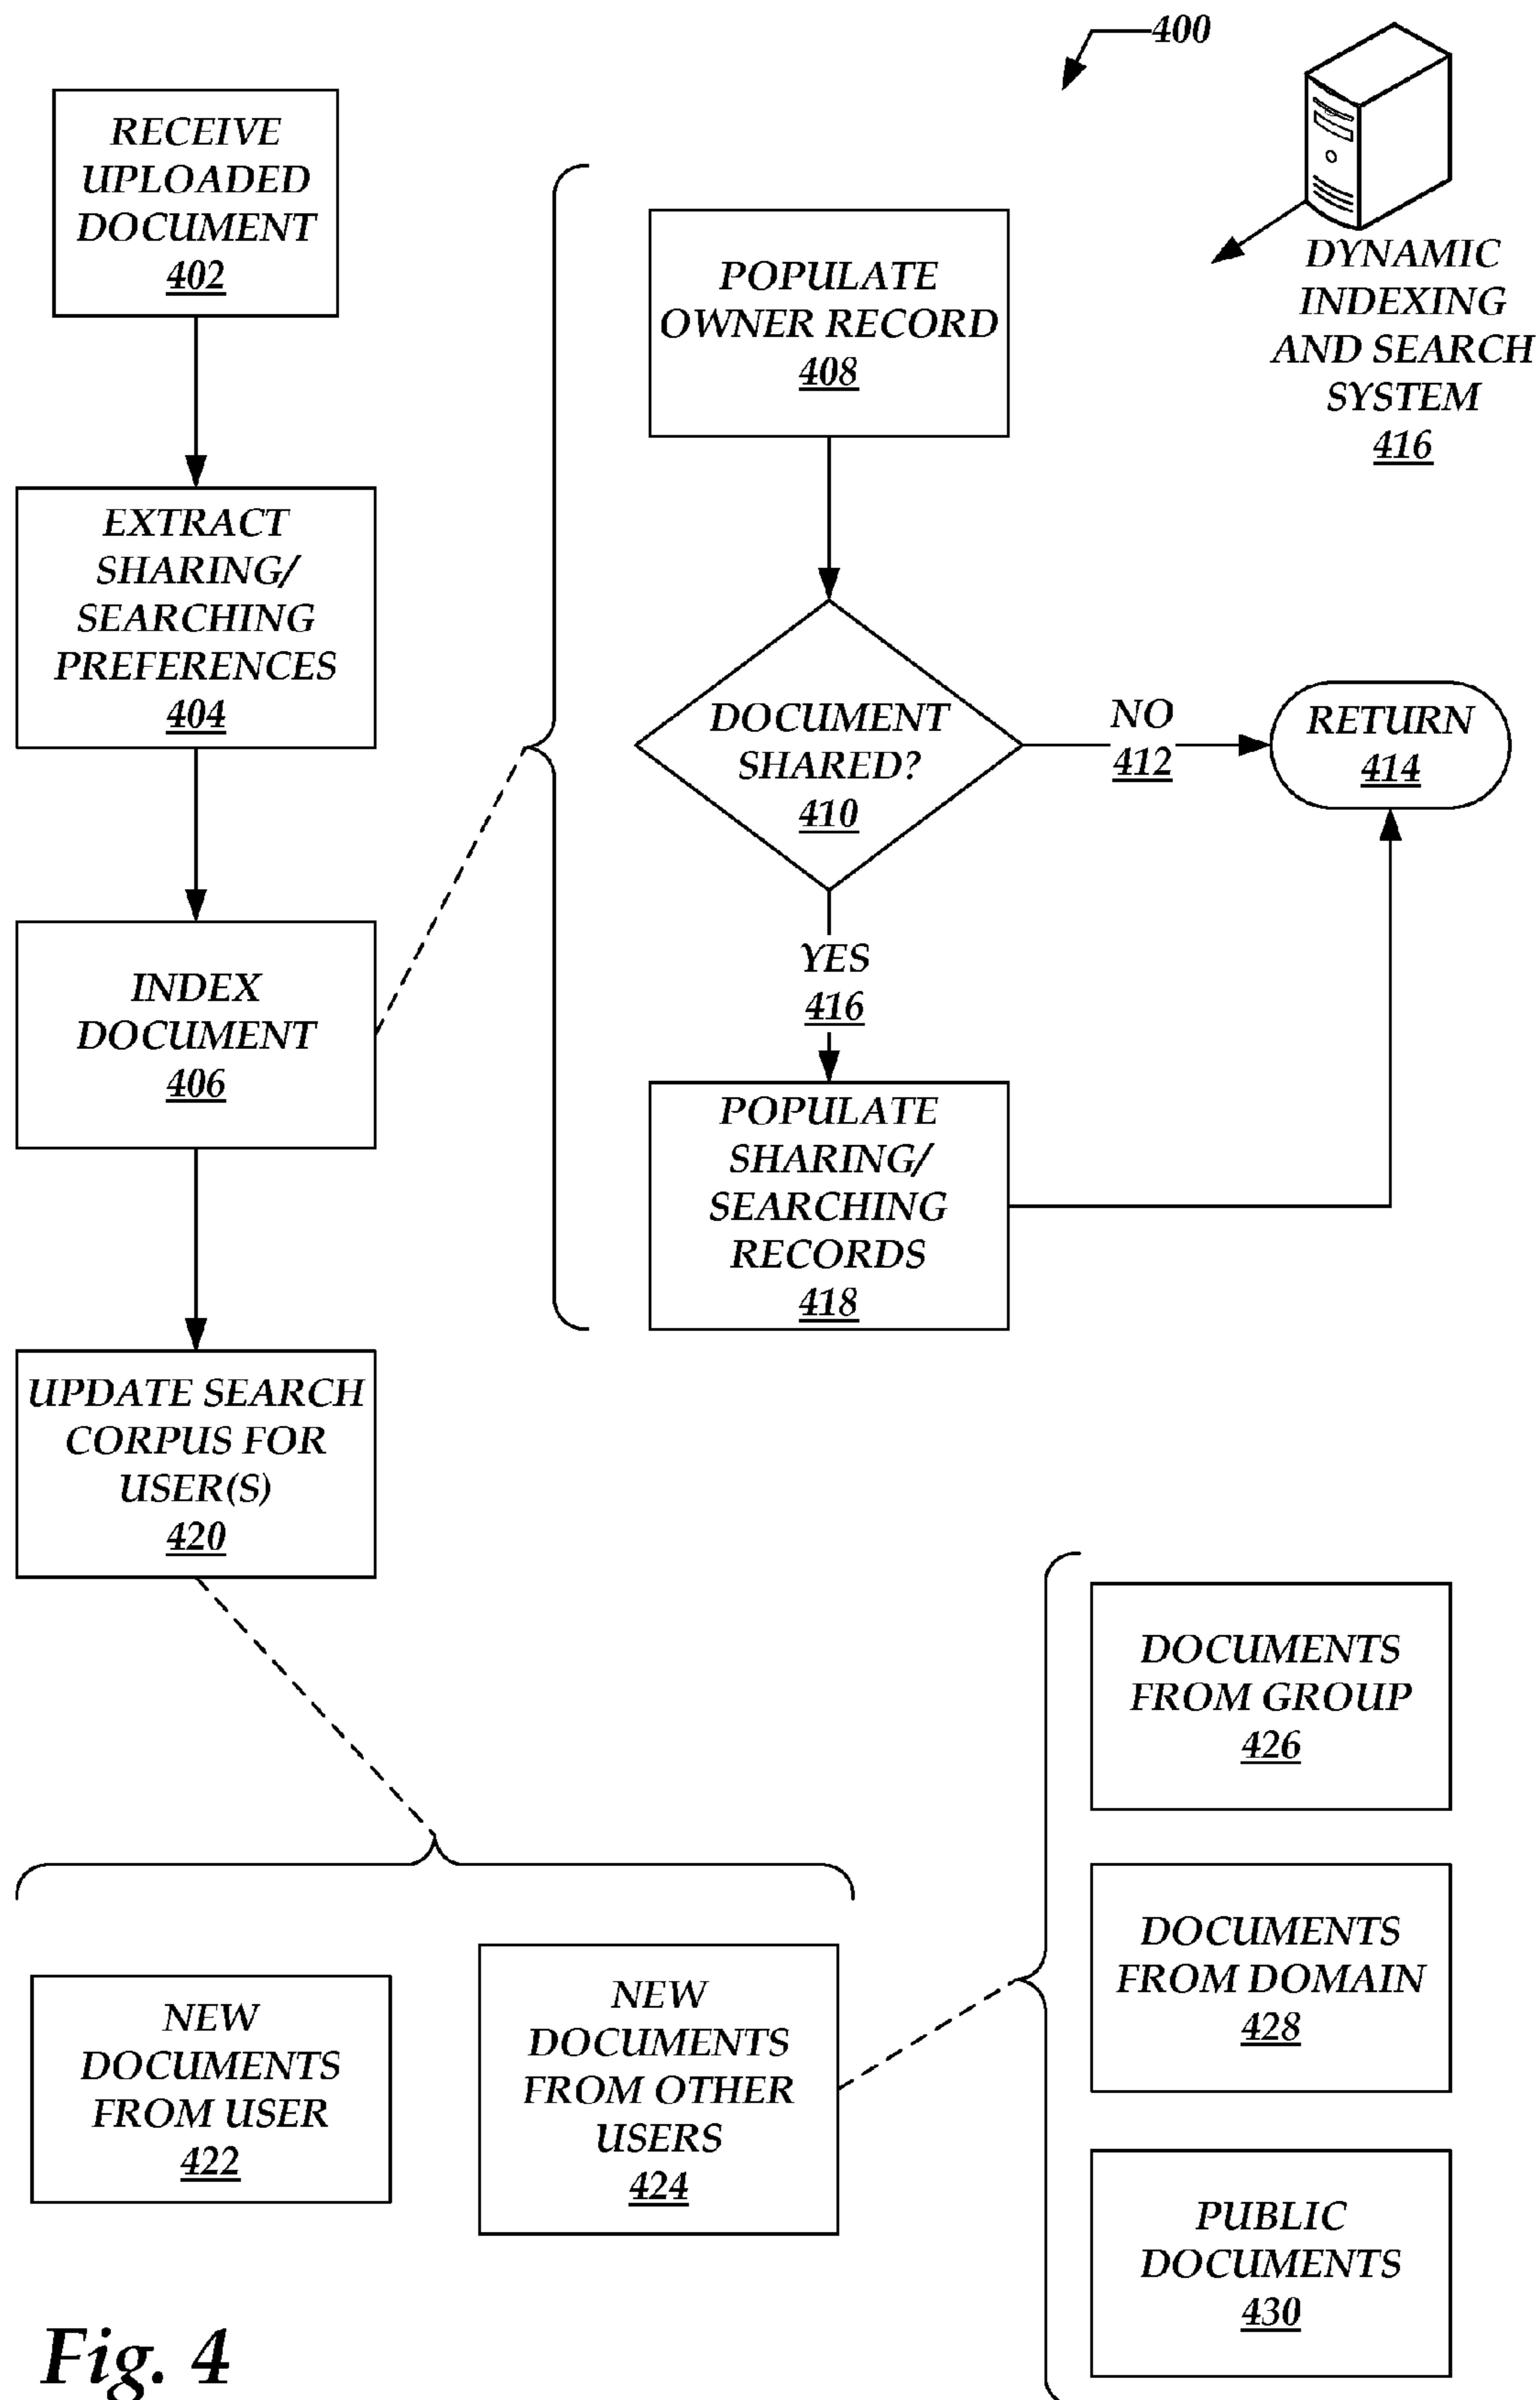 400
RECEIVE
UPLOADED
DOCUMENT
402
EXTRACT
SHARING/
SEARCHING
PREFERENCES
404
INDEX
DOCUMENT
406
UPDATE SEARCH
CORPUS FOR
USER(S)
420
POPULATE
OWNER RECORD
408
DOCUMENT
SHARED?
410
NO
412
RETURN
414
YES
416
POPULATE
SHARING/
SEARCHING
RECORDS
418
DYNAMIC
INDEXING
AND SEARCH
SYSTEM
416
NEW
DOCUMENTS
FROM USER
422
NEW
DOCUMENTS
FROM OTHER
USERS
424
DOCUMENTS
FROM GROUP
426
DOCUMENTS
FROM DOMAIN
428
PUBLIC
DOCUMENTS
430
Fig. 4